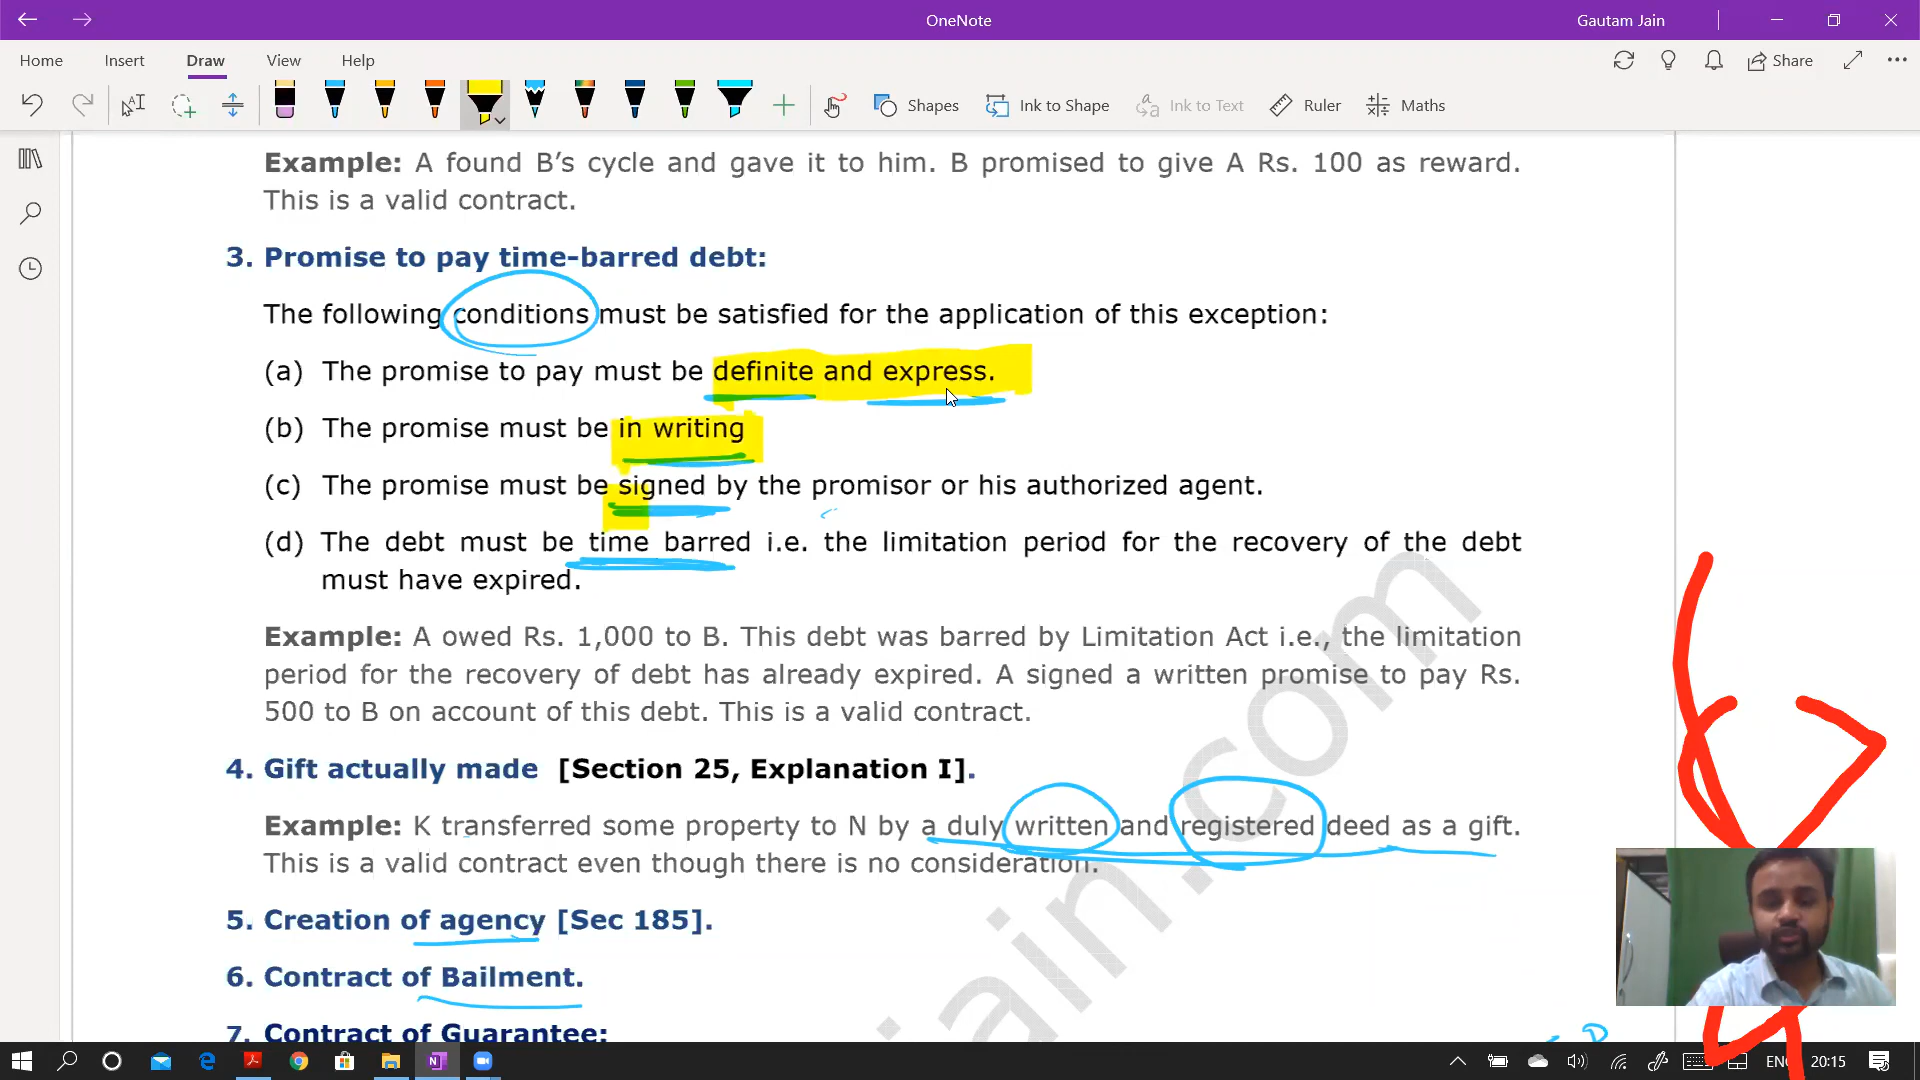 OneNote
Gautam Jain
Home Insert Draw View Help
Share
Shapes Ink to Shape Ink to Text Ruler Maths
Example: A found B’s cycle and gave it to him. B promised to give A Rs. 100 as reward.
This is a valid contract.
3. Promise to pay time-barred debt:
The following conditions must be satisfied for the application of this exception:
(a) The promise to pay must be definite and express.
(b) The promise must be in writing
(c) The promise must be signed by the promisor or his authorized agent.
(d) The debt must be time barred i.e. the limitation period for the recovery of the debt
must have expired.
Example: A owed Rs. 1,000 to B. This debt was barred by Limitation Act i.e., the limitation
period for the recovery of debt has already expired. A signed a written promise to pay Rs.
500 to B on account of this debt. This is a valid contract.
4. Gift actually made [Section 25, Explanation I].
Example: K transferred some property to N by a duly written and registered deed as a gift.
This is a valid contract even though there is no consideration.
5. Creation of agency [Sec 185].
6. Contract of Bailment.
7. Contract of Guarantee:
jain.com
D
ENG 20:15